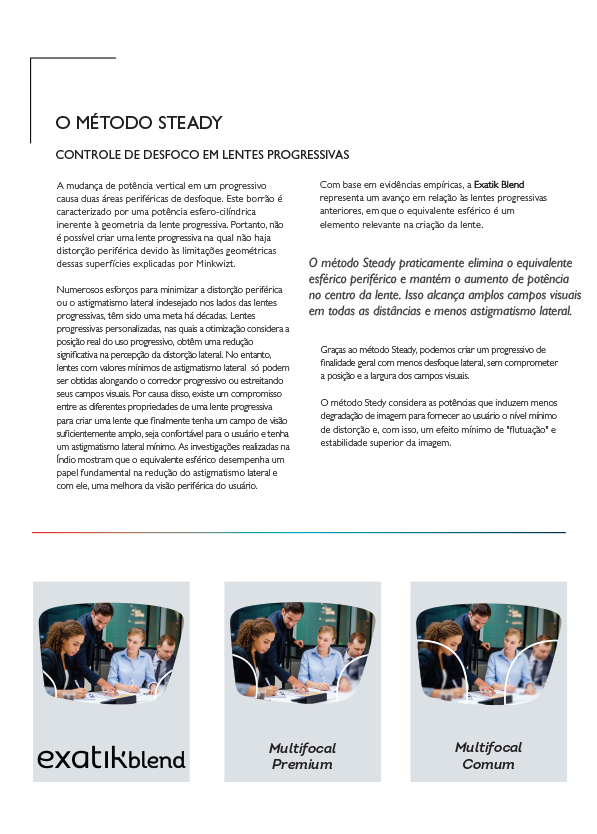 O MÉTODO STEADY
CONTROLE DE DESFOCO EM LENTES PROGRESSIVAS
A mudança de potência vertical em um progressivo
causa duas áreas periféricas de desfoque. Este borrão é
caracterizado por uma potência esfero-cilíndrica
inerente à geometria da lente progressiva. Portanto, não
é possível criar uma lente progressiva na qual não haja
distorção periférica devido às limitações geométricas
dessas superfícies explicadas por Minkwizt.
Numerosos esforços para minimizar a distorção periférica
ou o astigmatismo lateral indesejado nos lados das lentes
progressivas, têm sido uma meta há décadas. Lentes
progressivas personalizadas, nas quais a otimização considera a
posição real do uso progressivo, obtêm uma redução
significativa na percepção da distorção lateral. No entanto,
lentes com valores mínimos de astigmatismo lateral só podem
ser obtidas alongando o corredor progressivo ou estreitando
seus campos visuais. Por causa disso, existe um compromisso
entre as diferentes propriedades de uma lente progressiva
para criar uma lente que finalmente tenha um campo de visão
suficientemente amplo, seja confortável para o usuário e tenha
um astigmatismo lateral mínimo. As investigações realizadas na
Índio mostram que o equivalente esférico desempenha um
papel fundamental na redução do astigmatismo lateral e
com ele, uma melhora da visão periférica do usuário.
Com base em evidências empíricas, a Exatik Blend
representa um avanço em relação às lentes progressivas
anteriores, em que o equivalente esférico é um
elemento relevante na criação da lente.
O método Steady praticamente elimina o equivalente
esférico periférico e mantém o aumento de potência
no centro da lente. Isso alcança amplos campos visuais
em todas as distâncias e menos astigmatismo lateral.
Graças ao método Steady, podemos criar um progressivo de
finalidade geral com menos desfoque lateral, sem comprometer
a posição e a largura dos campos visuais.
O método Stedy considera as potências que induzem menos
degradação de imagem para fornecer ao usuário o nível mínimo
de distorção e, com isso, um efeito mínimo de "flutuação" e
estabilidade superior da imagem.
exatıkblend
Multifocal
Premium
Multifocal
Comum